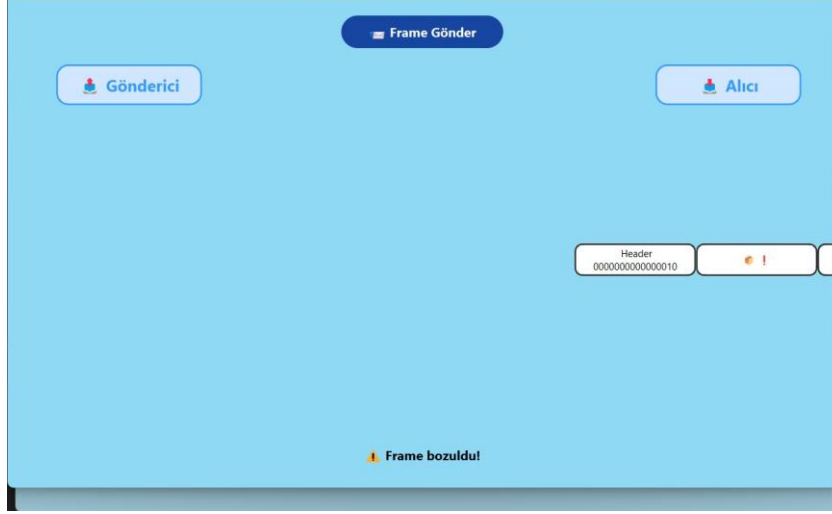 Frame Gönder
Gönderici
Alıcı
Header
0000000000000010
❗
Frame bozuldu!